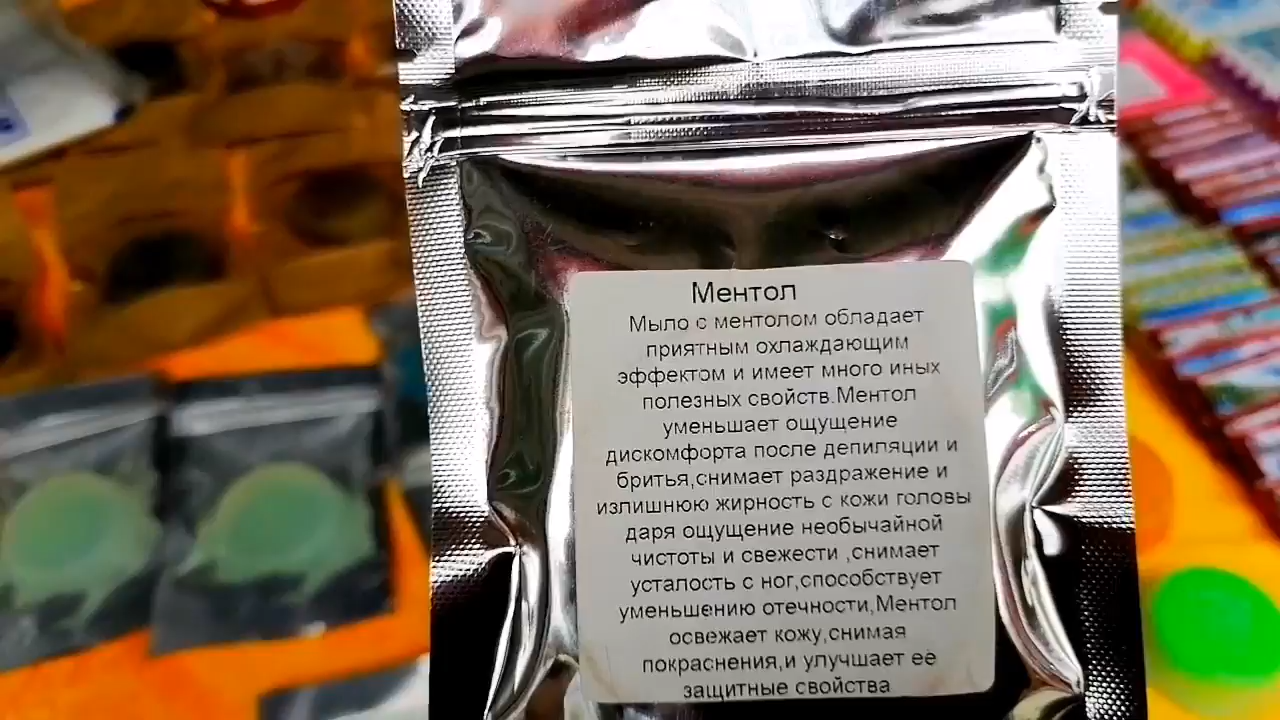 Ментол
Мыло с ментолом обладает
приятным охлаждающим
эффектом и имеет много иных
полезных свойств.Ментол
уменьшает ощущение
дискомфорта после депиляции и
бритья,снимает раздражение и
излишнюю жирность с кожи головы
даря ощущение необычайной
чистоты и свежести ,снимает
усталость с ног,способствует
уменьшению отечности,Ментол
освежает кожу,снимая
покраснения,и улучшает её
защитные свойства